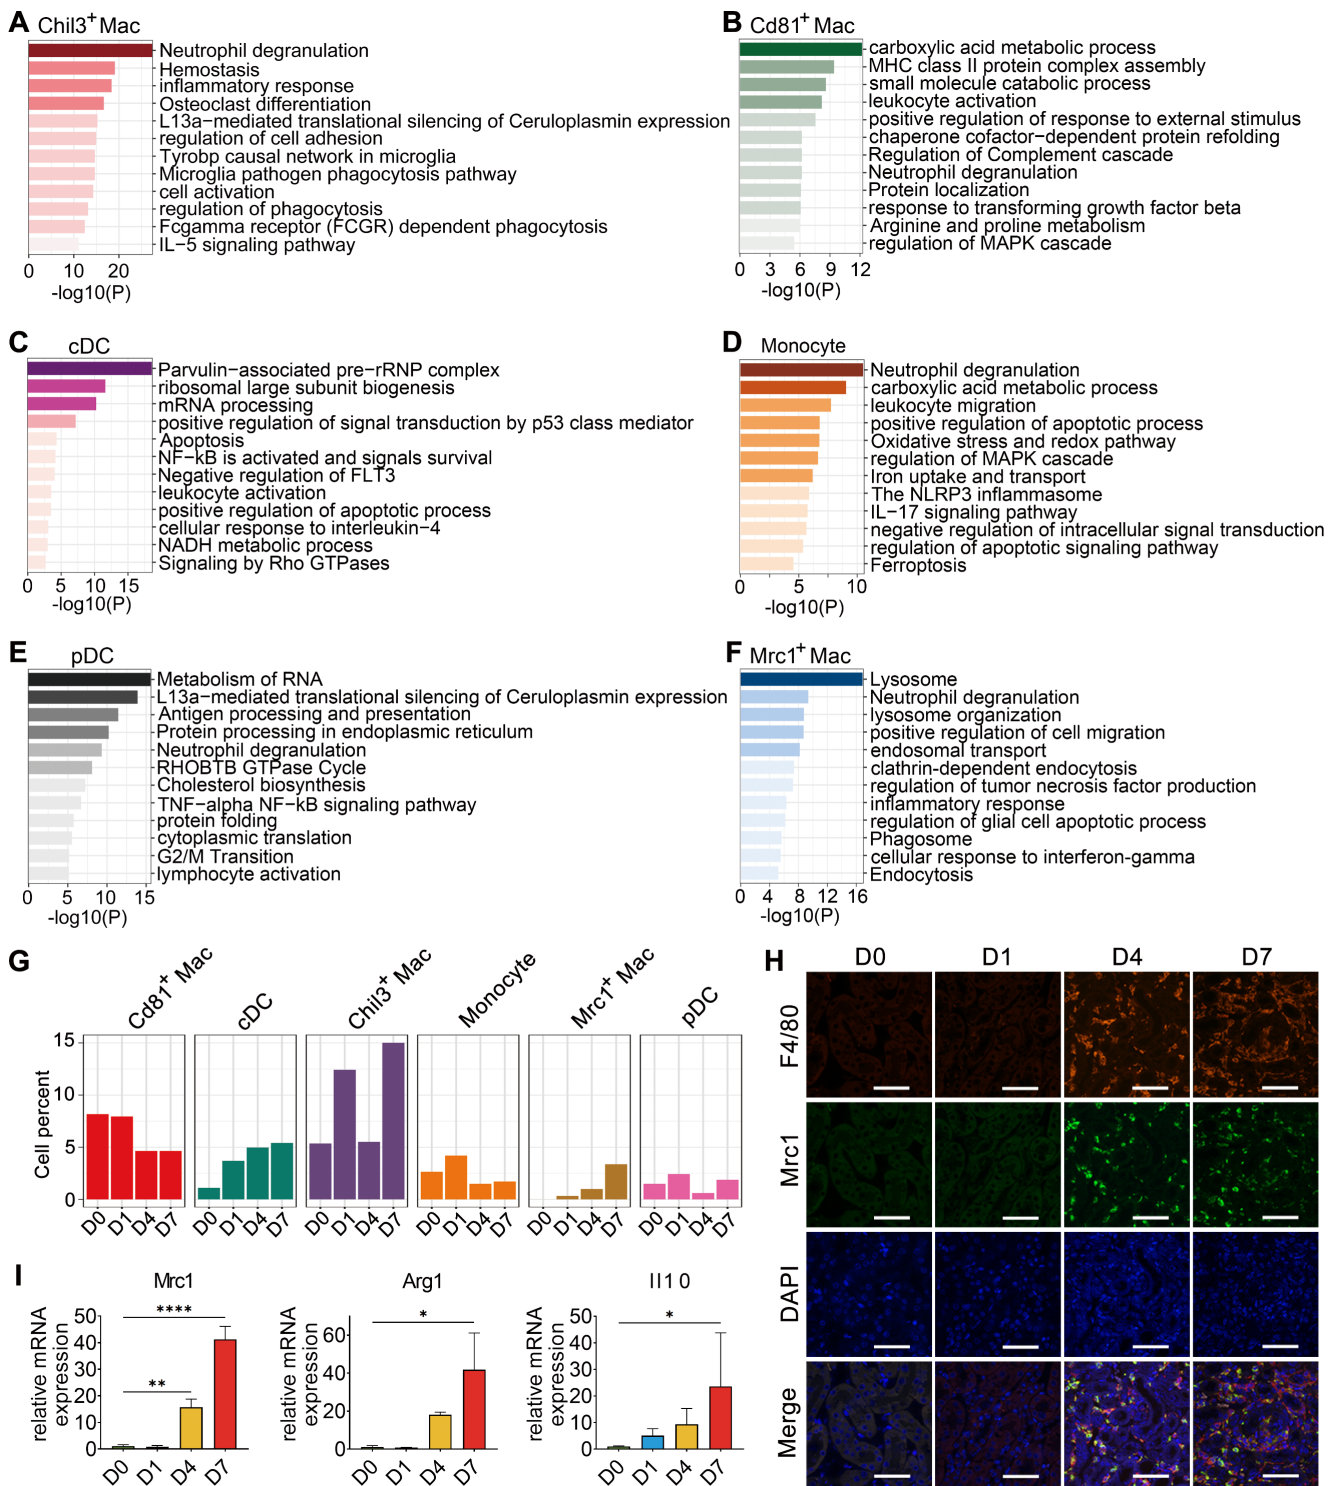 A Chil3+ Mac
Neutrophil degranulation
Hemostasis
inflammatory response
Osteoclast differentiation
L13a−mediated translational silencing of Ceruloplasmin expression
regulation of cell adhesion
Tyrobp causal network in microglia
Microglia pathogen phagocytosis pathway
cell activation
regulation of phagocytosis
Fcgamma receptor (FCGR) dependent phagocytosis
IL−5 signaling pathway
0 10 20
-log10(P)
B Cd81+ Mac
carboxylic acid metabolic process
MHC class II protein complex assembly
small molecule catabolic process
leukocyte activation
positive regulation of response to external stimulus
chaperone cofactor−dependent protein refolding
Regulation of Complement cascade
Neutrophil degranulation
Protein localization
response to transforming growth factor beta
Arginine and proline metabolism
regulation of MAPK cascade
0 3 6 9 12
-log10(P)
C cDC
Parvulin−associated pre−rRNP complex
ribosomal large subunit biogenesis
mRNA processing
positive regulation of signal transduction by p53 class mediator
Apoptosis
NF−kB is activated and signals survival
Negative regulation of FLT3
leukocyte activation
positive regulation of apoptotic process
cellular response to interleukin−4
NADH metabolic process
Signaling by Rho GTPases
0 5 10 15
-log10(P)
D Monocyte
Neutrophil degranulation
carboxylic acid metabolic process
leukocyte migration
positive regulation of apoptotic process
Oxidative stress and redox pathway
regulation of MAPK cascade
Iron uptake and transport
The NLRP3 inflammasome
IL−17 signaling pathway
negative regulation of intracellular signal transduction
regulation of apoptotic signaling pathway
Ferroptosis
0 5 10
-log10(P)
E pDC
Metabolism of RNA
L13a−mediated translational silencing of Ceruloplasmin expression
Antigen processing and presentation
Protein processing in endoplasmic reticulum
Neutrophil degranulation
RHOBTB GTPase Cycle
Cholesterol biosynthesis
TNF−alpha NF−kB signaling pathway
protein folding
cytoplasmic translation
G2/M Transition
lymphocyte activation
0 5 10 15
-log10(P)
F Mrc1+ Mac
Lysosome
Neutrophil degranulation
lysosome organization
positive regulation of cell migration
endosomal transport
clathrin-dependent endocytosis
regulation of tumor necrosis factor production
inflammatory response
regulation of glial cell apoptotic process
Phagosome
cellular response to interferon-gamma
Endocytosis
0 4 8 12 16
-log10(P)
G
Cd81+ Mac cDC Chil3+ Mac Monocyte Mrc1+ Mac pDC
Cell percent
15
10
5
0
D0 D1 D4 D7 D0 D1 D4 D7 D0 D1 D4 D7 D0 D1 D4 D7 D0 D1 D4 D7 D0 D1 D4 D7
H
D0 D1 D4 D7
F4/80
Mrc1
DAPI
Merge
I
Mrc1
relative mRNA
expression
50
40
30
20
10
0
****
**
D0 D1 D4 D7
Arg1
relative mRNA
expression
60
40
20
0
*
D0 D1 D4 D7
Il1 0
relative mRNA
expression
50
40
30
20
10
0
*
D0 D1 D4 D7